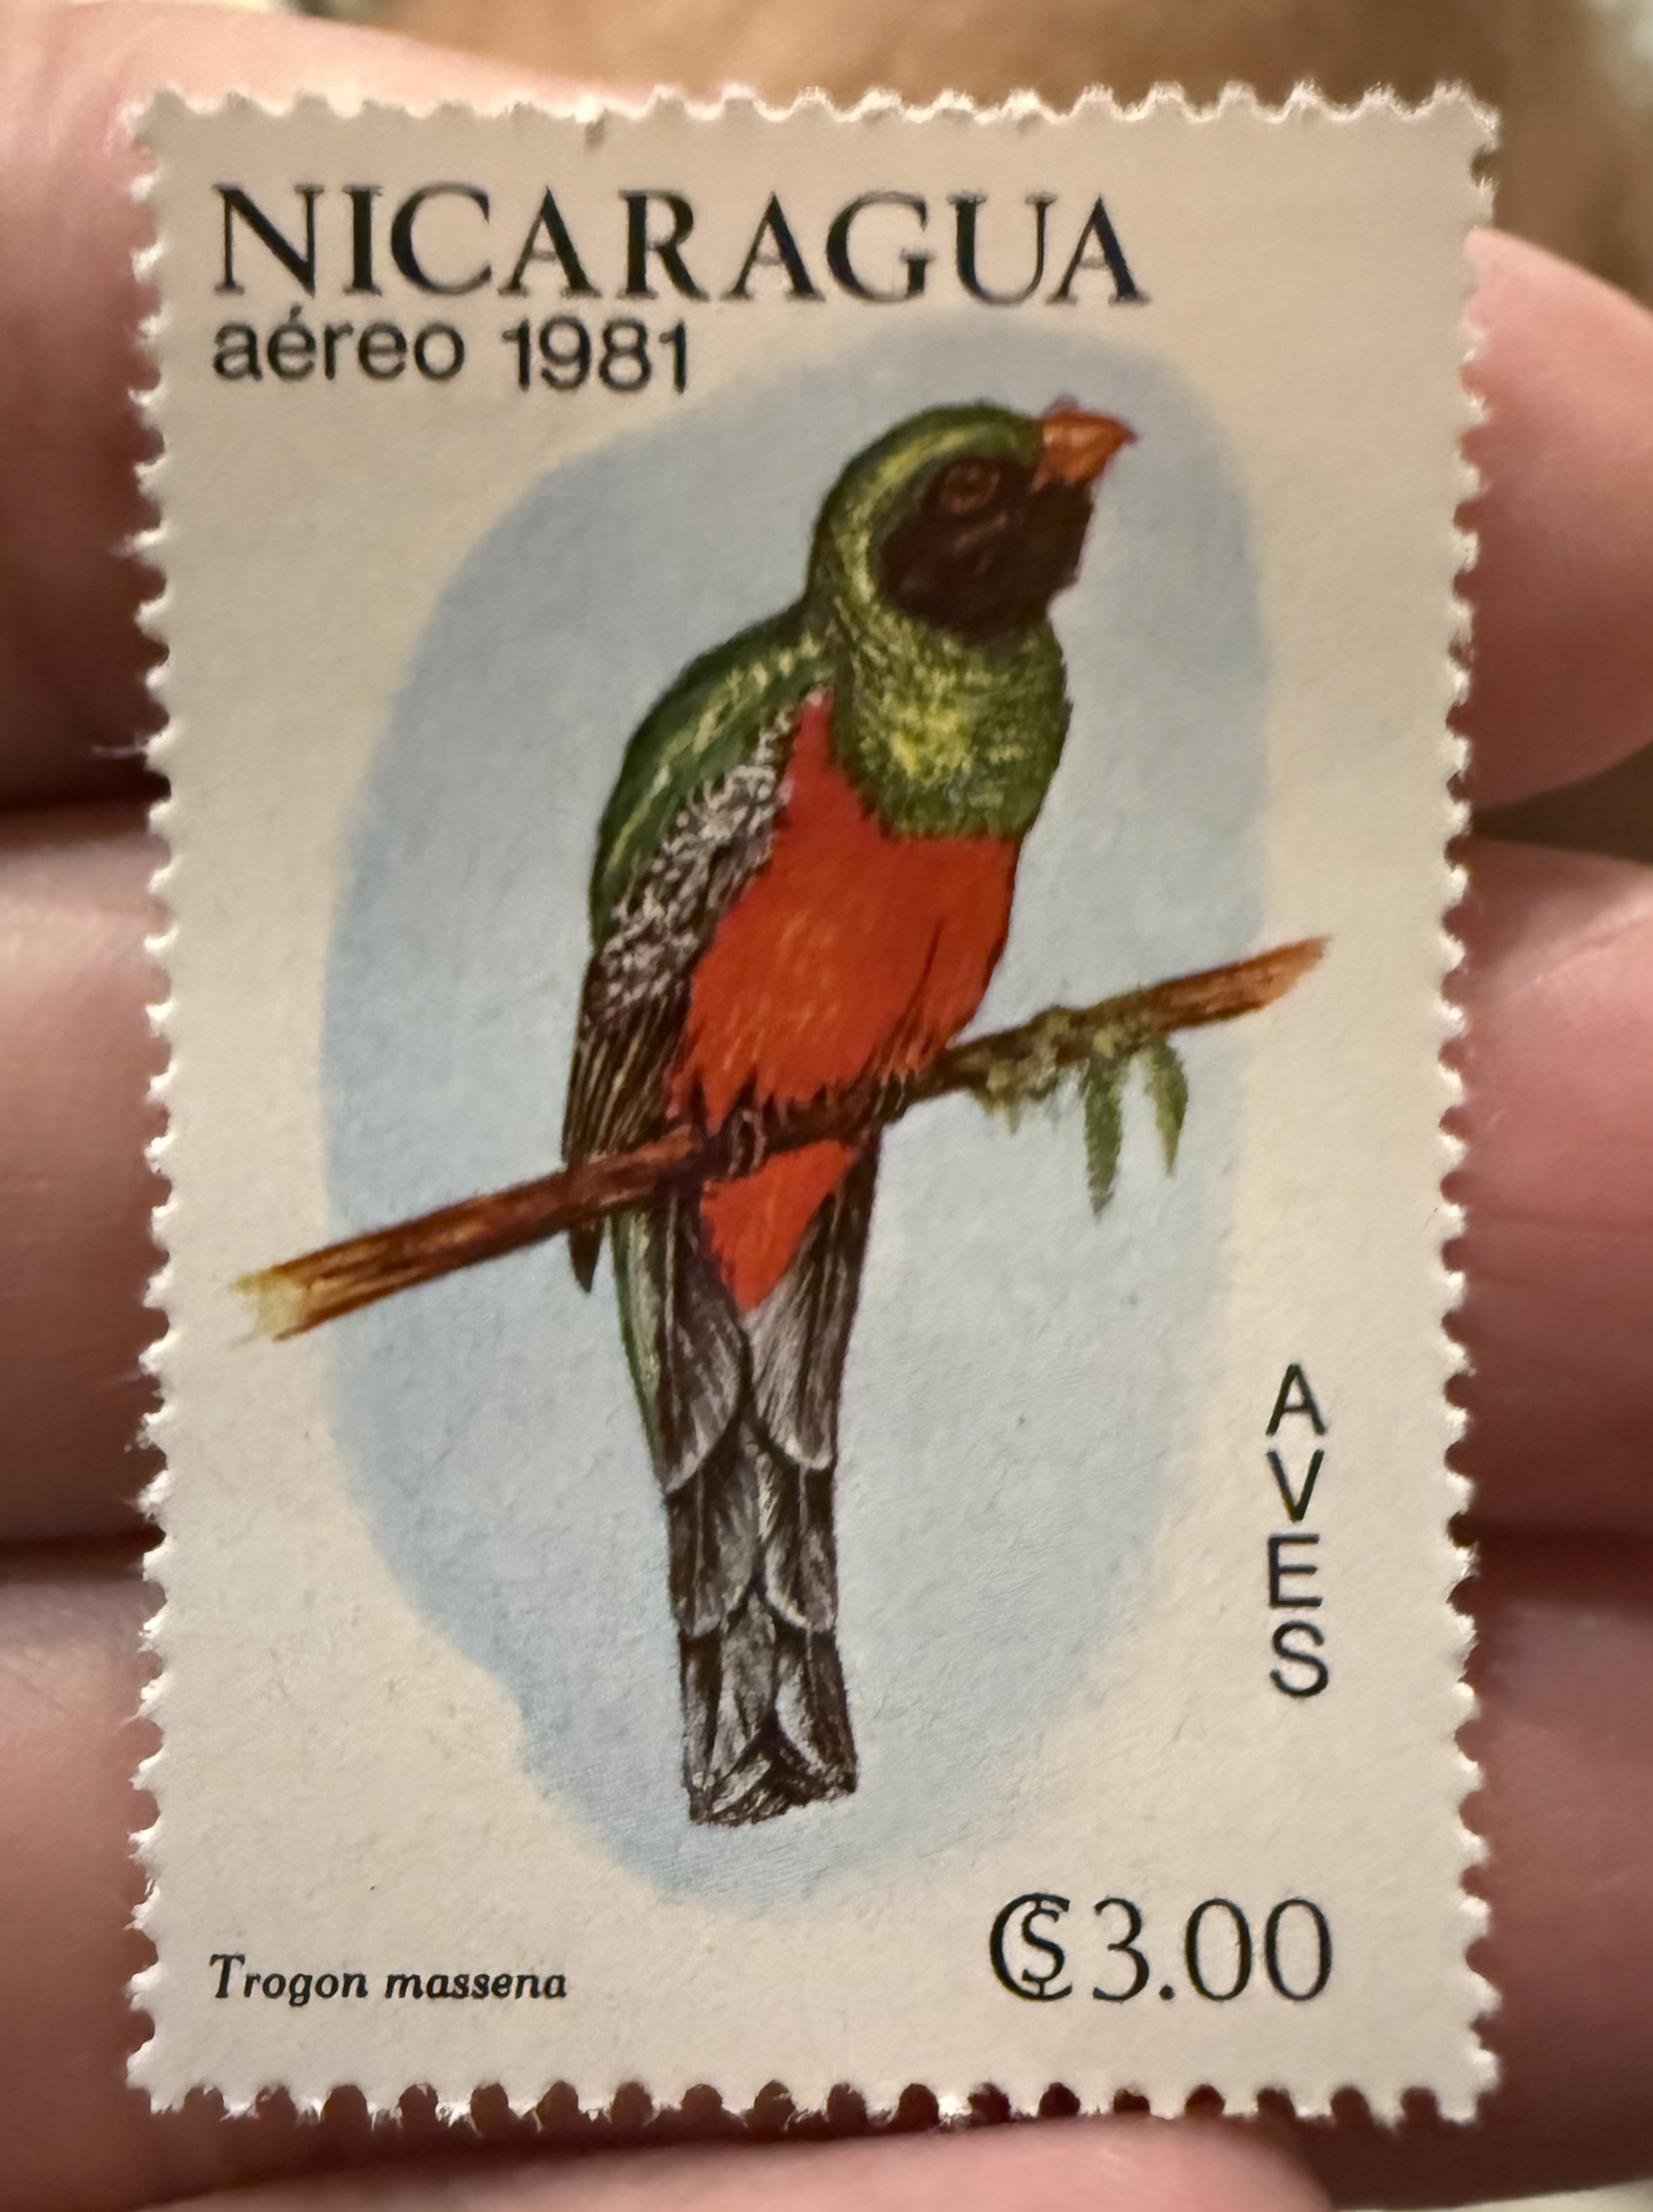 NICARAGUA
aéreo 1981
AVES
Trogon massena
C$3.00